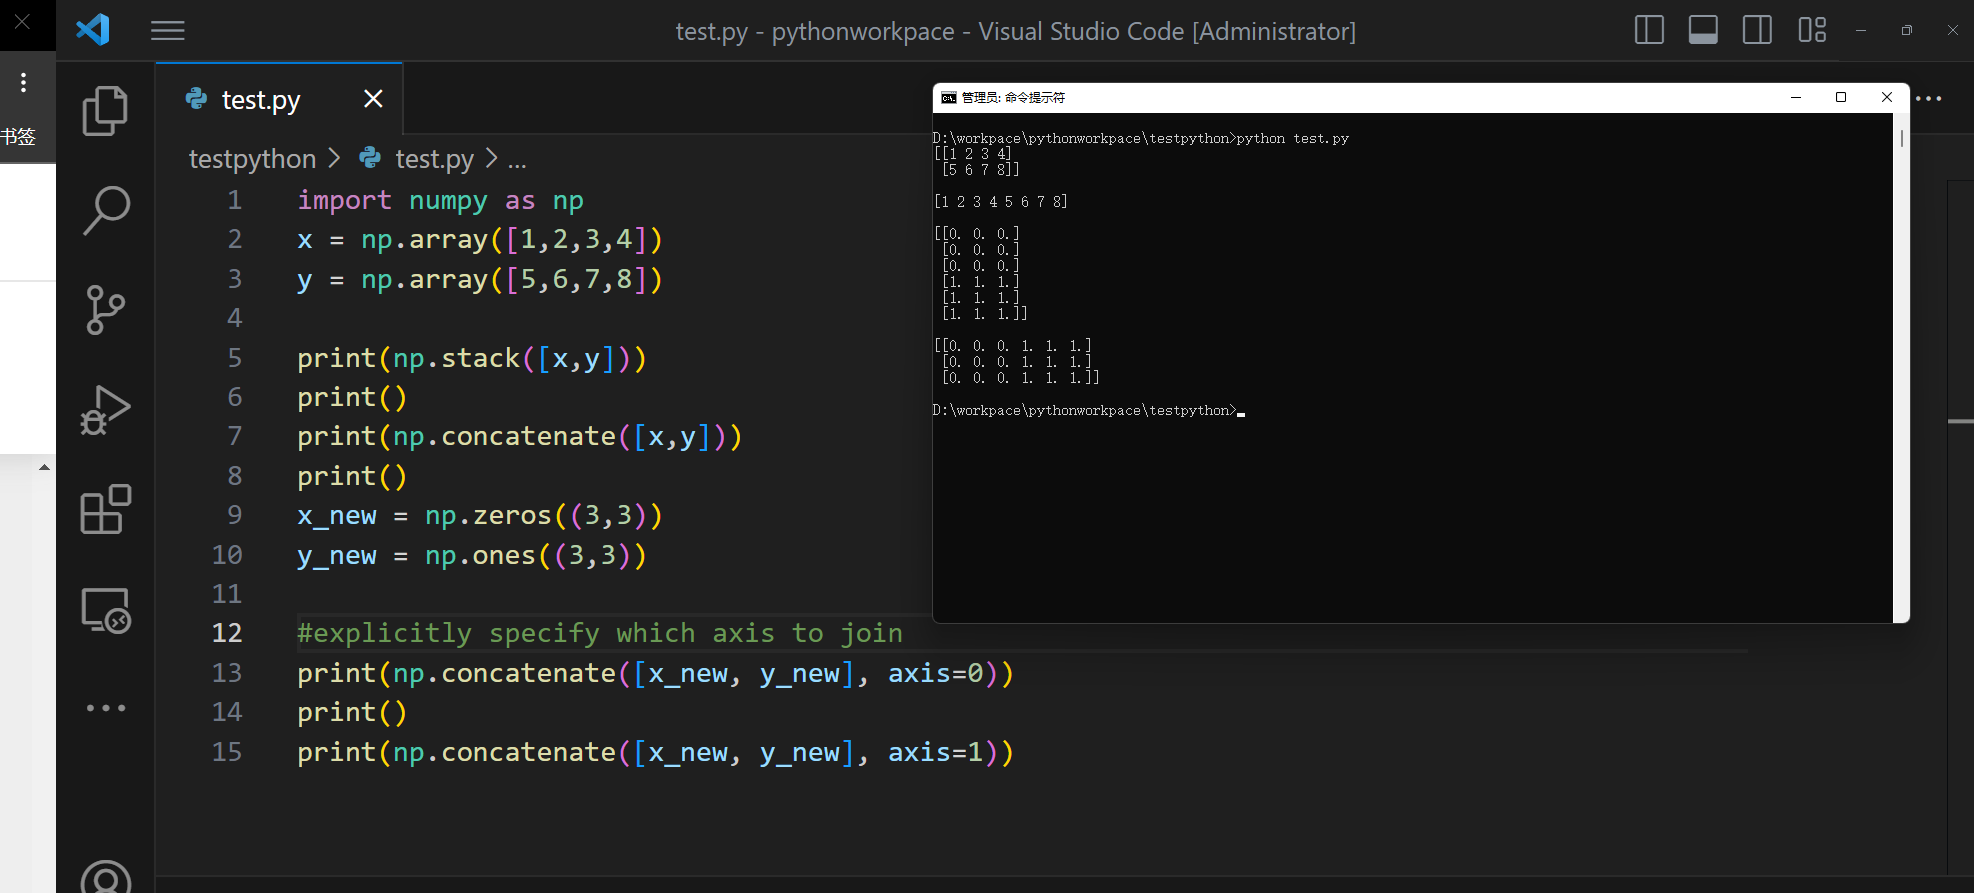 test.py - pythonworkpace - Visual Studio Code [Administrator]
书签
test.py
testpython > test.py > ...
1 import numpy as np
2 x = np.array([1,2,3,4])
3 y = np.array([5,6,7,8])
4
5 print(np.stack([x,y]))
6 print()
7 print(np.concatenate([x,y]))
8 print()
9 x_new = np.zeros((3,3))
10 y_new = np.ones((3,3))
11
12 #explicitly specify which axis to join
13 print(np.concatenate([x_new, y_new], axis=0))
14 print()
15 print(np.concatenate([x_new, y_new], axis=1))
管理员: 命令提示符
D:\workpace\pythonworkpace\testpython>python test.py
[[1 2 3 4]
 [5 6 7 8]]
[1 2 3 4 5 6 7 8]
[[0. 0. 0.]
 [0. 0. 0.]
 [0. 0. 0.]
 [1. 1. 1.]
 [1. 1. 1.]
 [1. 1. 1.]]
[[0. 0. 0. 1. 1. 1.]
 [0. 0. 0. 1. 1. 1.]
 [0. 0. 0. 1. 1. 1.]]
D:\workpace\pythonworkpace\testpython>